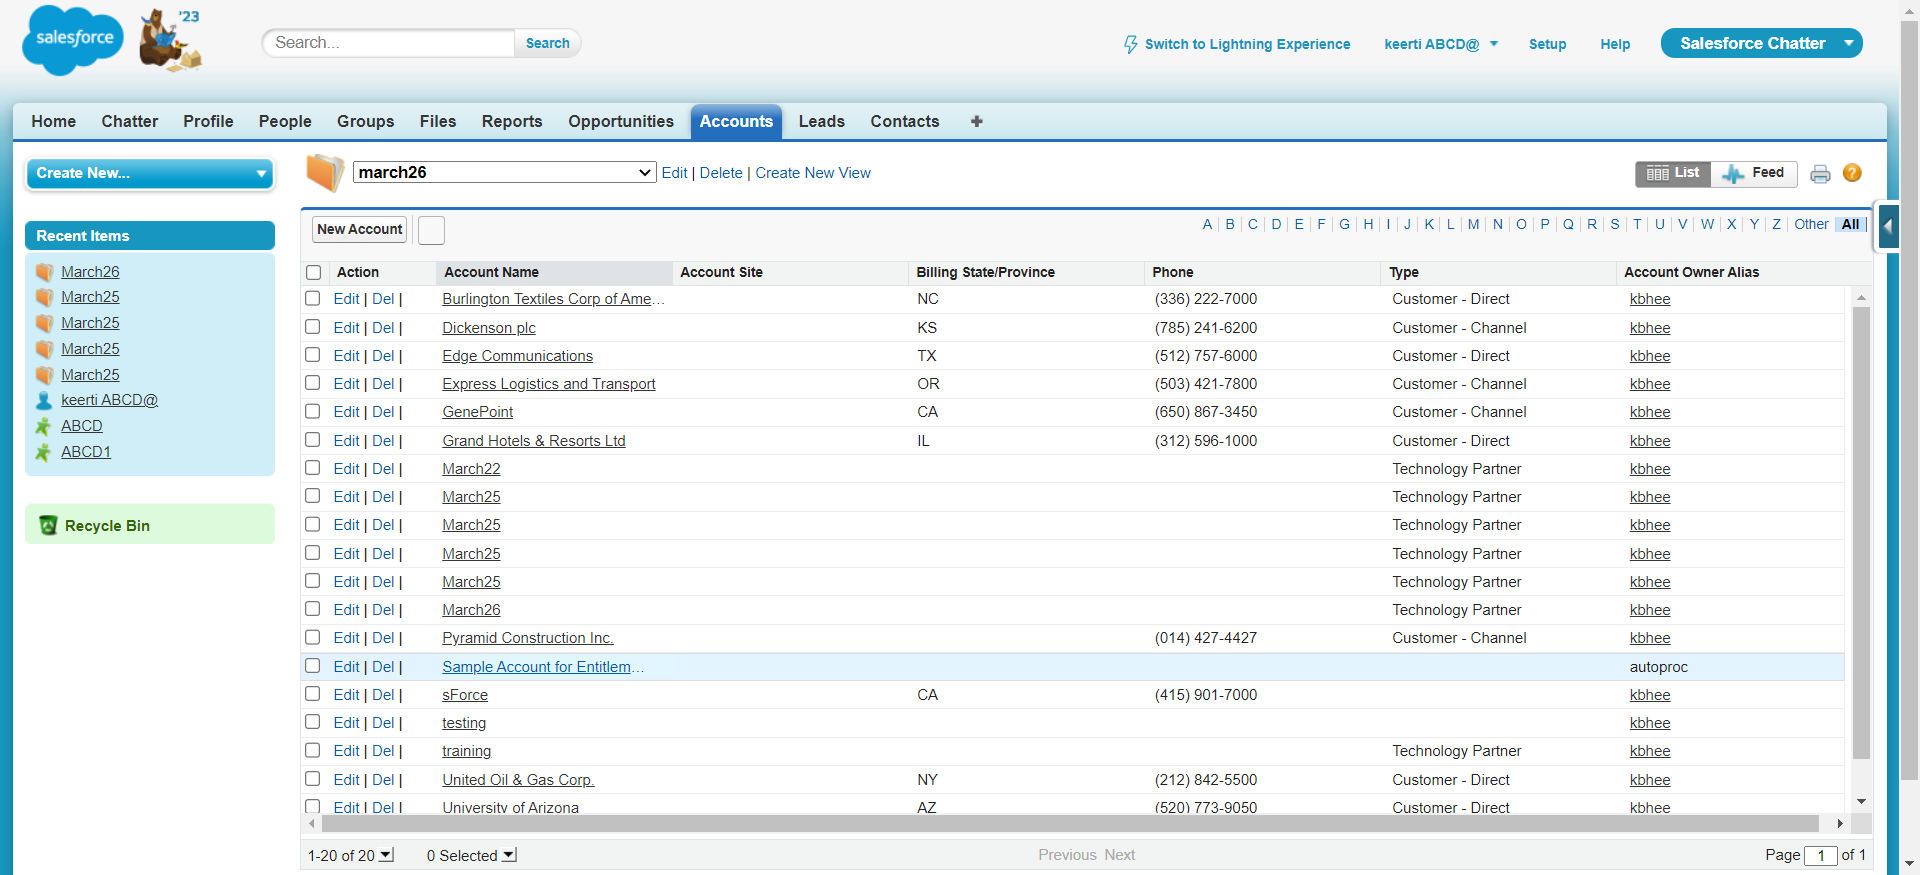 salesforce
'23
Search...
Search
Switch to Lightning Experience
keerti ABCD@
Setup
Help
Salesforce Chatter
Home Chatter Profile People Groups Files Reports Opportunities Accounts Leads Contacts +
Create New...
march26
Edit | Delete | Create New View
List
Feed
?
Recent Items
March26
March25
March25
March25
March25
keerti ABCD@
ABCD
ABCD1
Recycle Bin
New Account
A | B | C | D | E | F | G | H | I | J | K | L | M | N | O | P | Q | R | S | T | U | V | W | X | Y | Z | Other | All |
Action Account Name Account Site Billing State/Province Phone Type Account Owner Alias
Edit | Del | Burlington Textiles Corp of Ame... NC (336) 222-7000 Customer - Direct kbhee
Edit | Del | Dickenson plc KS (785) 241-6200 Customer - Channel kbhee
Edit | Del | Edge Communications TX (512) 757-6000 Customer - Direct kbhee
Edit | Del | Express Logistics and Transport OR (503) 421-7800 Customer - Channel kbhee
Edit | Del | GenePoint CA (650) 867-3450 Customer - Channel kbhee
Edit | Del | Grand Hotels & Resorts Ltd IL (312) 596-1000 Customer - Direct kbhee
Edit | Del | March22 Technology Partner kbhee
Edit | Del | March25 Technology Partner kbhee
Edit | Del | March25 Technology Partner kbhee
Edit | Del | March25 Technology Partner kbhee
Edit | Del | March25 Technology Partner kbhee
Edit | Del | March26 Technology Partner kbhee
Edit | Del | Pyramid Construction Inc. (014) 427-4427 Customer - Channel kbhee
Edit | Del | Sample Account for Entitlem... autoproc
Edit | Del | sForce CA (415) 901-7000 kbhee
Edit | Del | testing kbhee
Edit | Del | training Technology Partner kbhee
Edit | Del | United Oil & Gas Corp. NY (212) 842-5500 Customer - Direct kbhee
Edit | Del | University of Arizona AZ (520) 773-9050 Customer - Direct kbhee
1-20 of 20
0 Selected
Previous Next
Page 1 of 1